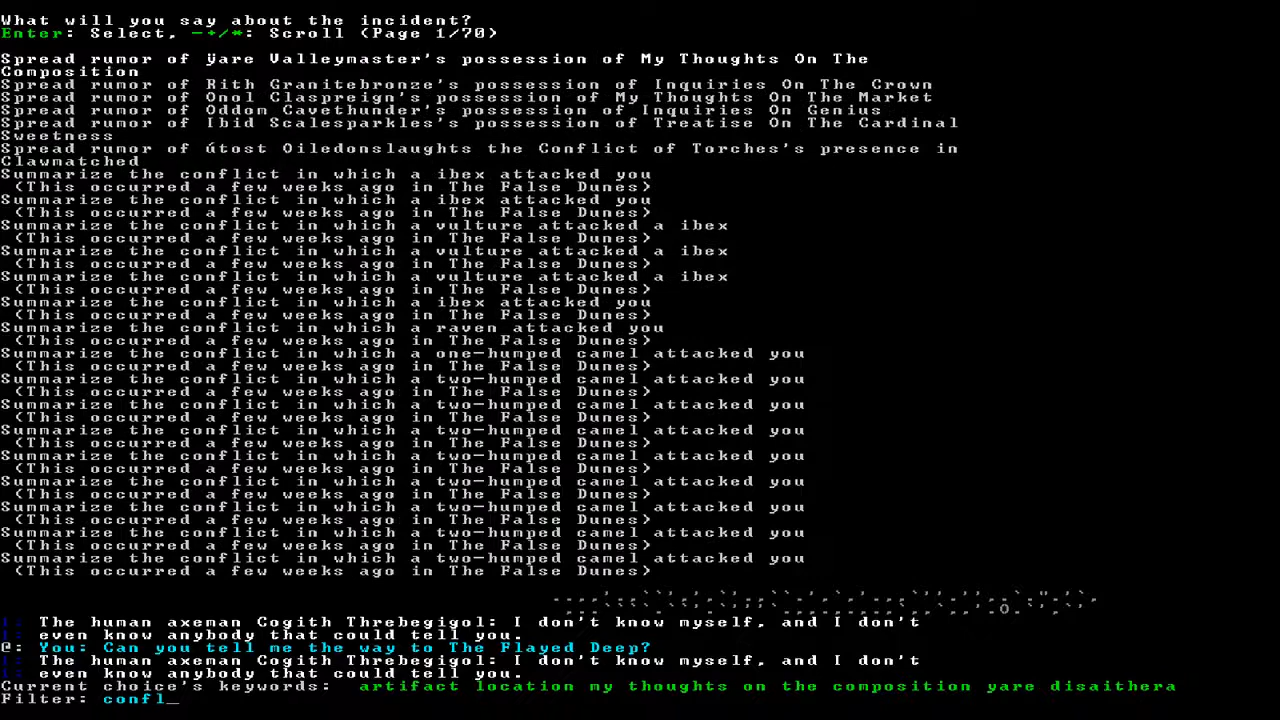 What will you say about the incident?
Enter: Select, -+/*: Scroll (Page 1/70)
Spread rumor of ÿare Valleymaster's possession of My Thoughts On The
Composition
Spread rumor of Rith Granitebronze's possession of Inquiries On The Crown
Spread rumor of Onol Claspreign's possession of My Thoughts On The Market
Spread rumor of Oddom Cavethunder's possession of Inquiries On Genius
Spread rumor of Ibid Scalesparkles's possession of Treatise On The Cardinal
Sweetness
Spread rumor of útost Oiledonslaughts the Conflict of Torches's presence in
Clawmatched
Summarize the conflict in which a ibex attacked you
(This occurred a few weeks ago in The False Dunes)
Summarize the conflict in which a ibex attacked you
(This occurred a few weeks ago in The False Dunes)
Summarize the conflict in which a vulture attacked a ibex
(This occurred a few weeks ago in The False Dunes)
Summarize the conflict in which a vulture attacked a ibex
(This occurred a few weeks ago in The False Dunes)
Summarize the conflict in which a vulture attacked a ibex
(This occurred a few weeks ago in The False Dunes)
Summarize the conflict in which a ibex attacked you
(This occurred a few weeks ago in The False Dunes)
Summarize the conflict in which a raven attacked you
(This occurred a few weeks ago in The False Dunes)
Summarize the conflict in which a one-humped camel attacked you
(This occurred a few weeks ago in The False Dunes)
Summarize the conflict in which a two-humped camel attacked you
(This occurred a few weeks ago in The False Dunes)
Summarize the conflict in which a two-humped camel attacked you
(This occurred a few weeks ago in The False Dunes)
Summarize the conflict in which a two-humped camel attacked you
(This occurred a few weeks ago in The False Dunes)
Summarize the conflict in which a two-humped camel attacked you
(This occurred a few weeks ago in The False Dunes)
Summarize the conflict in which a two-humped camel attacked you
(This occurred a few weeks ago in The False Dunes)
Summarize the conflict in which a two-humped camel attacked you
(This occurred a few weeks ago in The False Dunes)
Summarize the conflict in which a two-humped camel attacked you
(This occurred a few weeks ago in The False Dunes)
Summarize the conflict in which a two-humped camel attacked you
(This occurred a few weeks ago in The False Dunes)
The human axeman Cogith Threbegigol: I don't know myself, and I don't
even know anybody that could tell you.
@: You: Can you tell me the way to The Flayed Deep?
The human axeman Cogith Threbegigol: I don't know myself, and I don't
even know anybody that could tell you.
Current choice's keywords: artifact location my thoughts on the composition yare disaithera
Filter: confl_